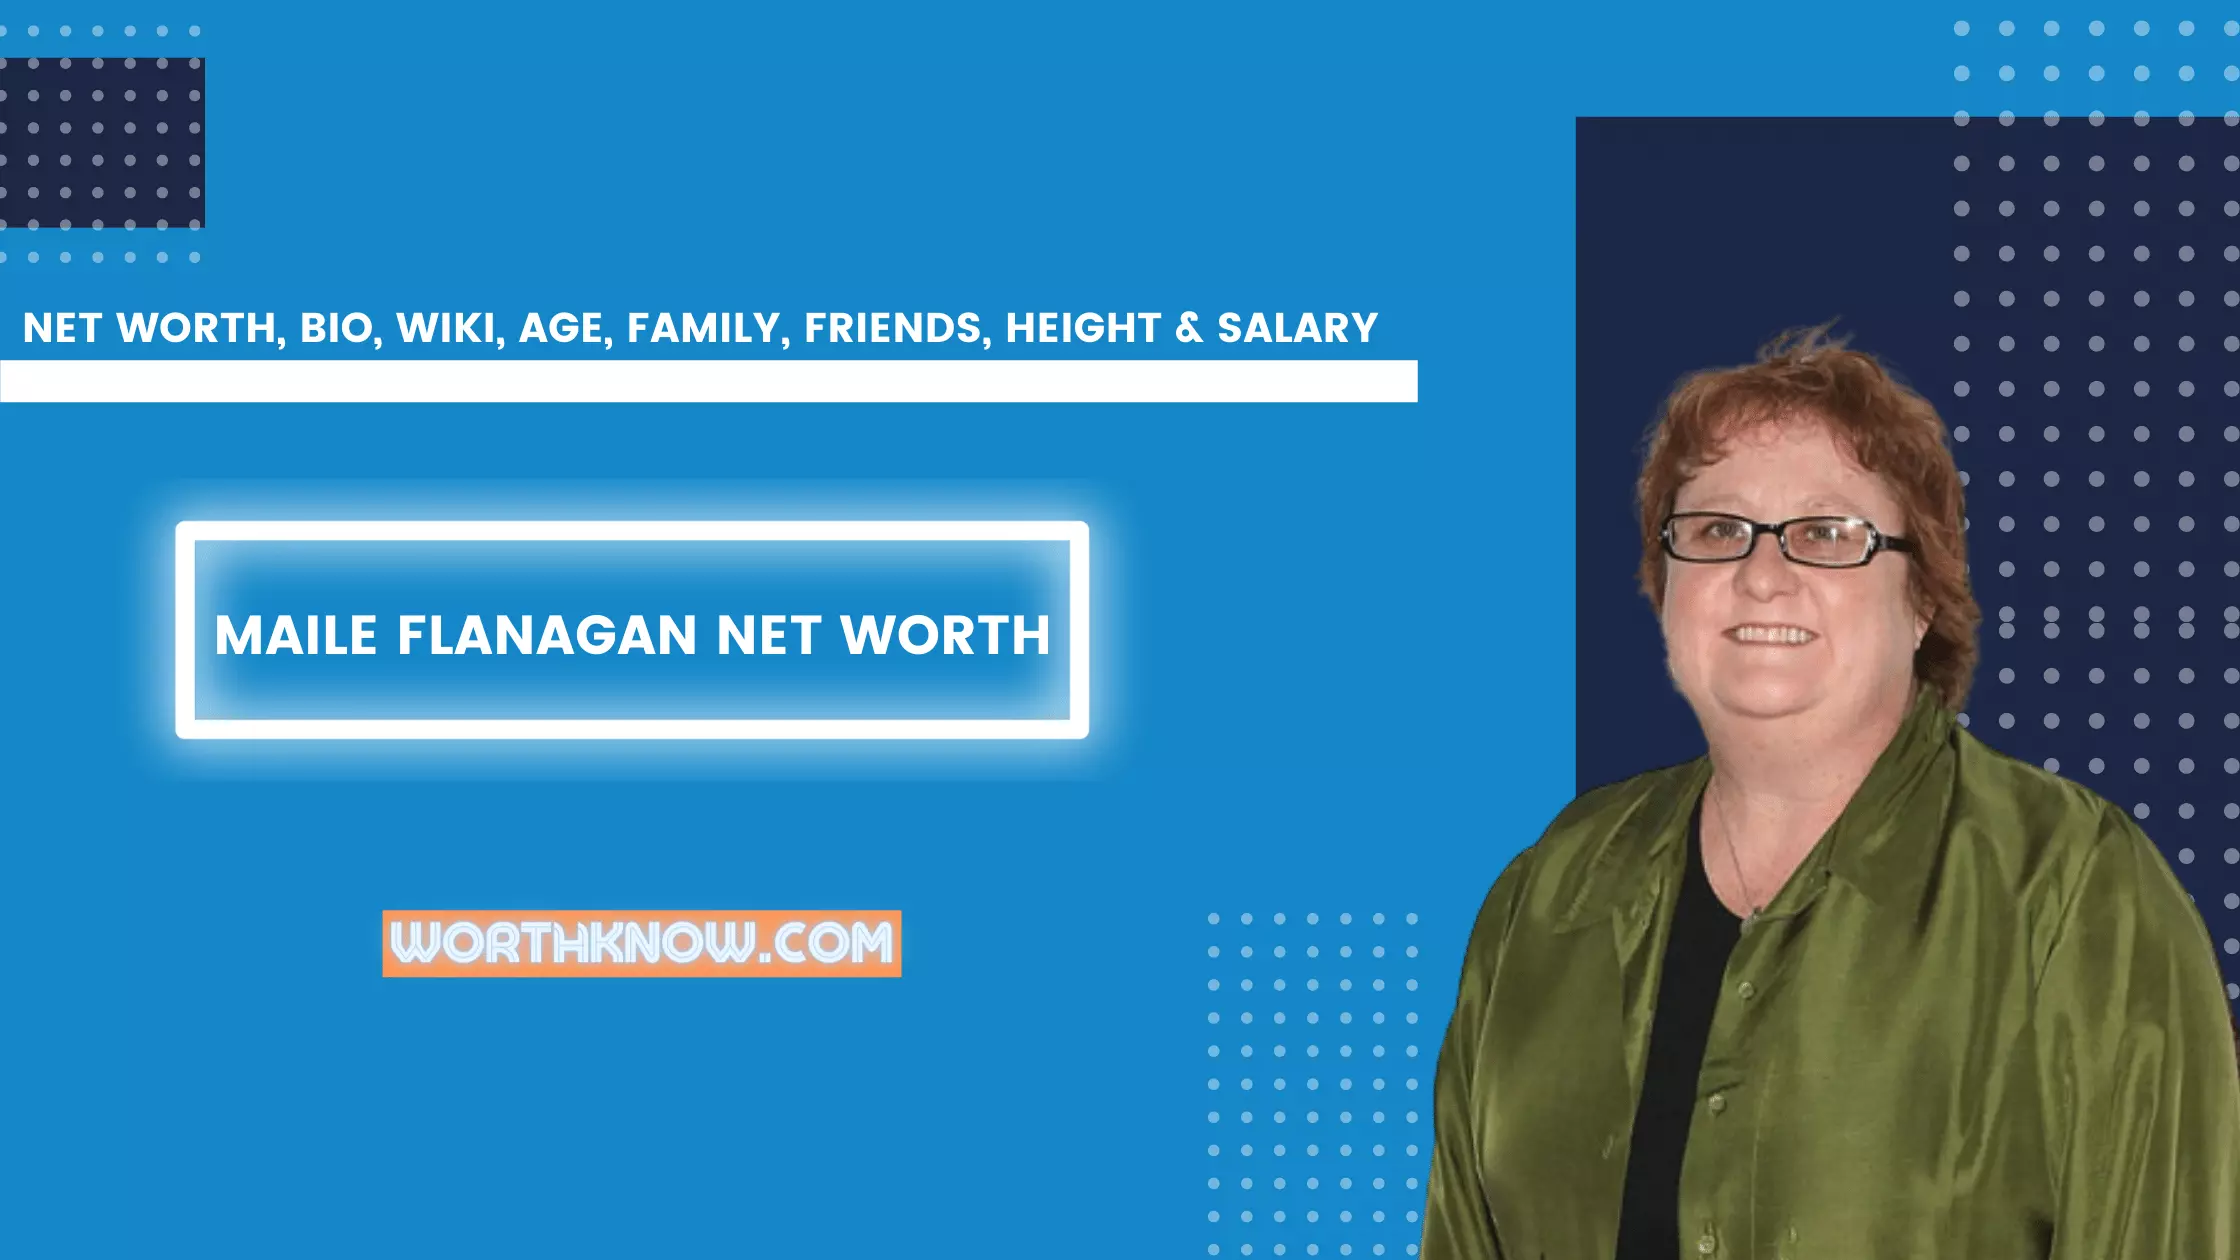 NET WORTH, BIO, WIKI, AGE, FAMILY, FRIENDS, HEIGHT & SALARY
MAILE FLANAGAN NET WORTH
WORTHKNOW.COM